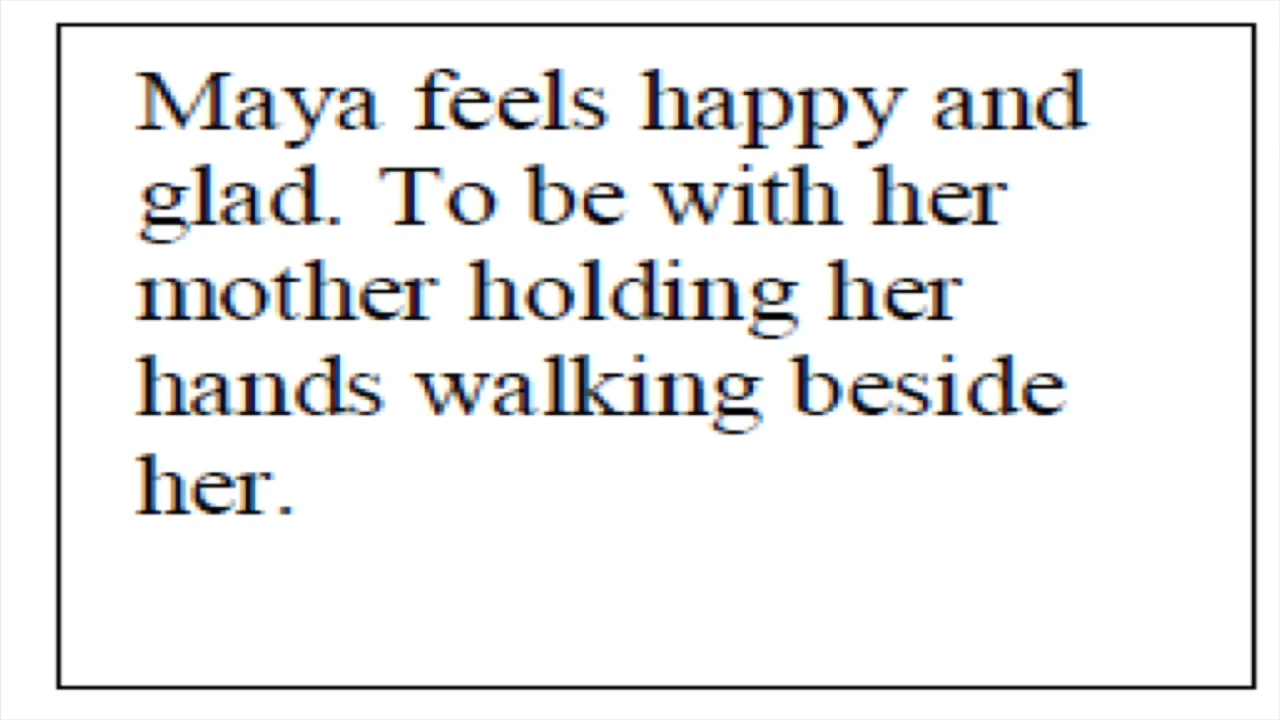 Maya feels happy and
glad. To be with her
mother holding her
hands walking beside
her.